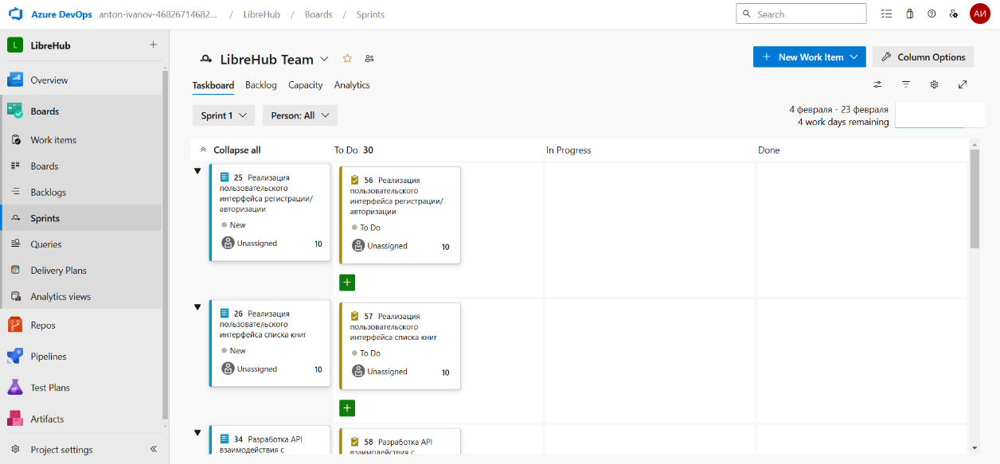 Azure DevOps anton-ivanov-46826714682... / LibreHub / Boards / Sprints
Search
АИ
L LibreHub
Overview
Boards
Work items
Boards
Backlogs
Sprints
Queries
Delivery Plans
Analytics views
Repos
Pipelines
Test Plans
Artifacts
Project settings
LibreHub Team
New Work Item
Column Options
Taskboard Backlog Capacity Analytics
Sprint 1 Person: All
4 февраля - 23 февраля
4 work days remaining
Collapse all To Do 30 In Progress Done
25 Реализация
пользовательского
интерфейса регистрации/
авторизации
New
Unassigned 10
56 Реализация
пользовательского
интерфейса регистрации/
авторизации
To Do
Unassigned 10
26 Реализация
пользовательского
интерфейса списка книг
New
Unassigned 10
57 Реализация
пользовательского
интерфейса списка книг
To Do
Unassigned 10
34 Разработка API
взаимодействия с
58 Разработка API
взаимодействия с